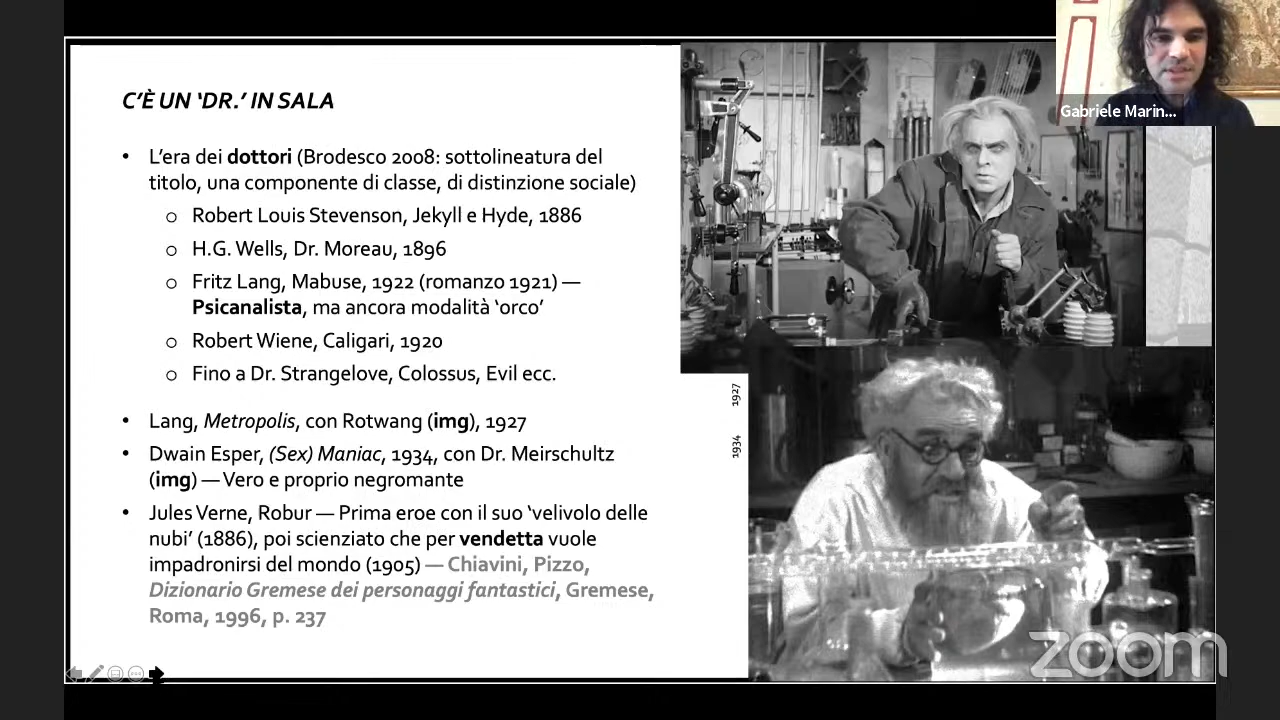 C'È UN 'DR.' IN SALA
• L'era dei dottori (Brodesco 2008: sottolineatura del
titolo, una componente di classe, di distinzione sociale)
o Robert Louis Stevenson, Jekyll e Hyde, 1886
o H.G. Wells, Dr. Moreau, 1896
o Fritz Lang, Mabuse, 1922 (romanzo 1921) —
Psicanalista, ma ancora modalità 'orco'
o Robert Wiene, Caligari, 1920
o Fino a Dr. Strangelove, Colossus, Evil ecc.
• Lang, Metropolis, con Rotwang (img), 1927
• Dwain Esper, (Sex) Maniac, 1934, con Dr. Meirschultz
(img) — Vero e proprio negromante
• Jules Verne, Robur — Prima eroe con il suo 'velivolo delle
nubi' (1886), poi scienziato che per vendetta vuole
impadronirsi del mondo (1905) — Chiavini, Pizzo,
Dizionario Gremese dei personaggi fantastici, Gremese,
Roma, 1996, p. 237
1927
1934
Gabriele Marin...
zoom